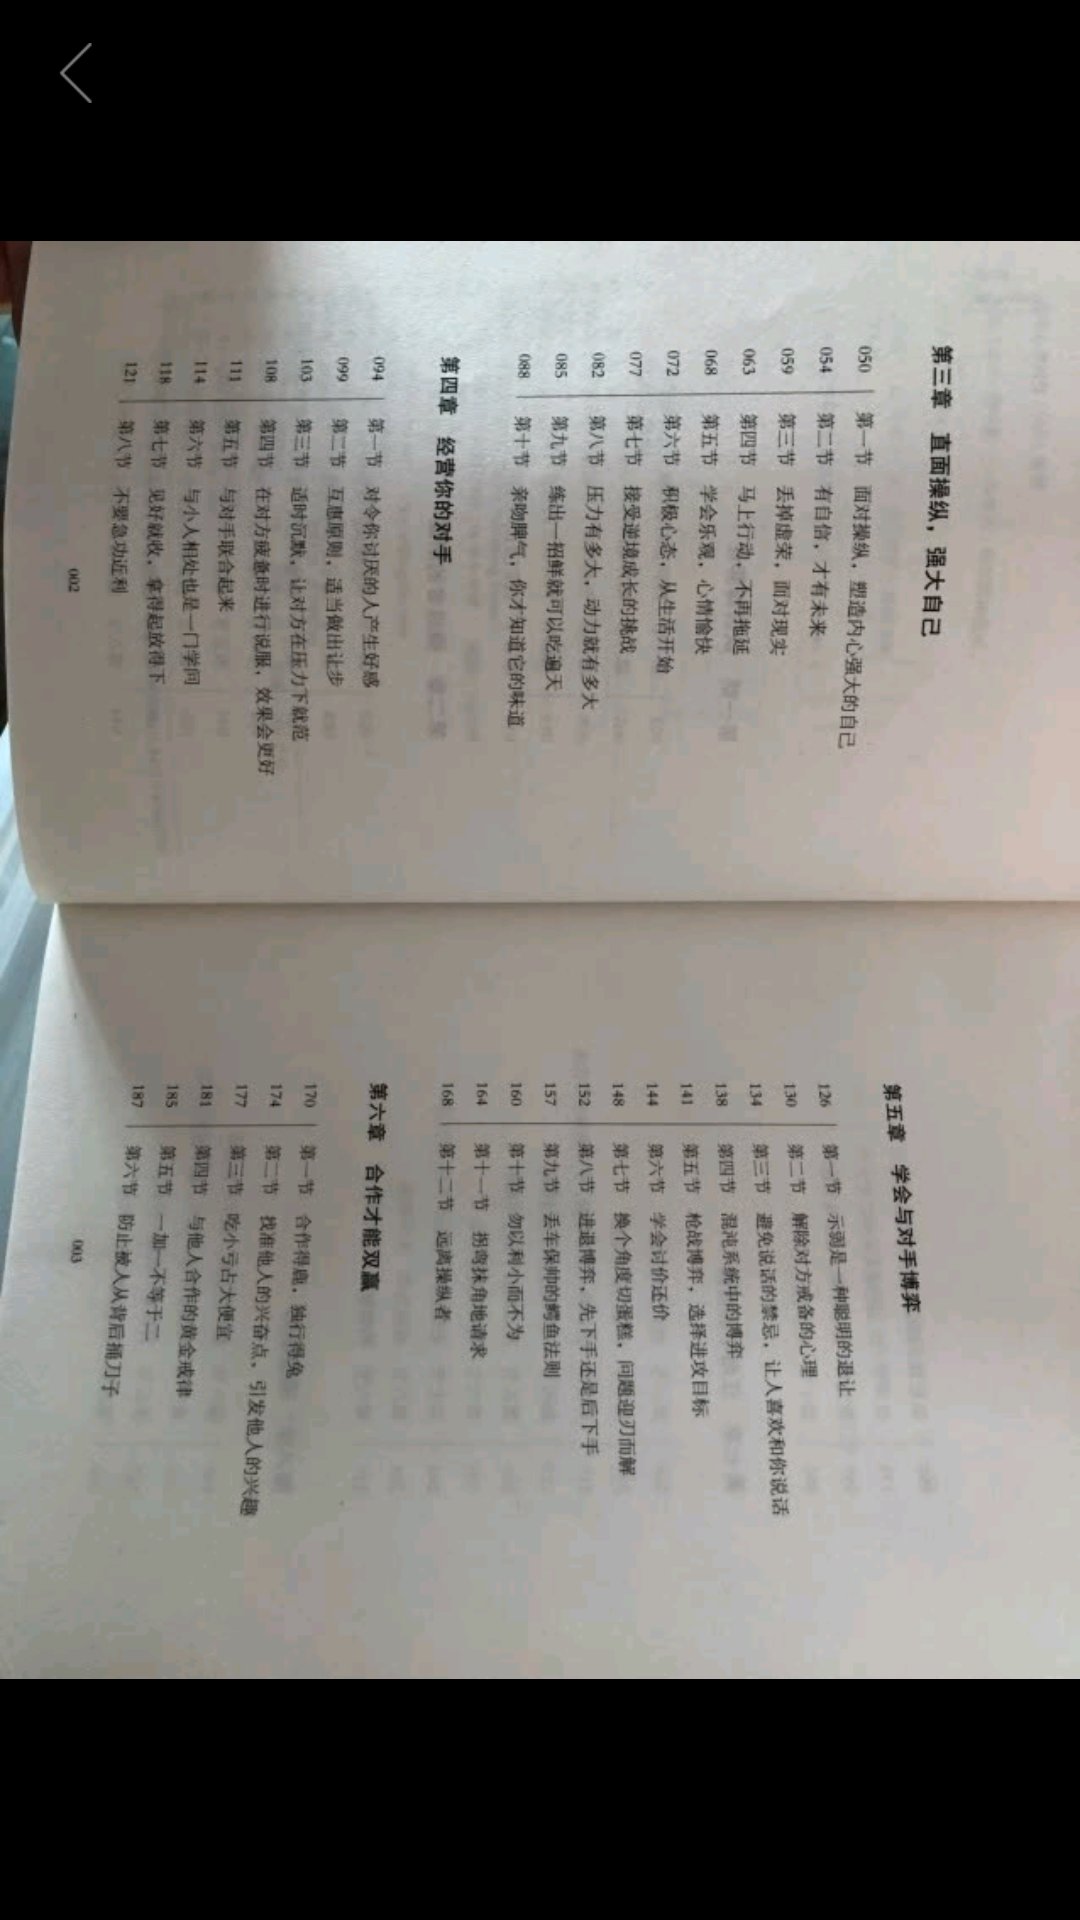 第三章 直面操纵，强大自己
050 第一节 面对操纵，塑造内心强大的自己
054 第二节 有自信，才有未来
059 第三节 丢掉虚荣，面对现实
063 第四节 马上行动，不再拖延
068 第五节 学会乐观，心情愉快
072 第六节 积极心态，从生活开始
077 第七节 接受逆境成长的挑战
082 第八节 压力有多大，动力就有多大
085 第九节 练出一招鲜就可以吃遍天
088 第十节 亲吻脾气，你才知道它的味道
第四章 经营你的对手
094 第一节 对令你讨厌的人产生好感
099 第二节 互惠原则，适当做出让步
103 第三节 适时沉默，让对方在压力下就范
108 第四节 在对方疲惫时进行说服，效果会更好
111 第五节 与对手联合起来
114 第六节 与小人相处也是一门学问
118 第七节 见好就收，拿得起放得下
121 第八节 不要急功近利
002
第五章 学会与对手博弈
126 第一节 示弱是一种聪明的退让
130 第二节 解除对方戒备的心理
134 第三节 避免说话的禁忌，让人喜欢和你说话
138 第四节 混沌系统中的博弈
141 第五节 枪战博弈，选择进攻目标
144 第六节 学会讨价还价
148 第七节 换个角度切蛋糕，问题迎刃而解
152 第八节 进退博弈，先下手还是后下手
157 第九节 丢车保帅的鳄鱼法则
160 第十节 勿以利小而不为
164 第十一节 拐弯抹角地请求
168 第十二节 远离操纵者
第六章 合作才能双赢
170 第一节 合作得鹿，独行得兔
174 第二节 找准他人的兴奋点，引发他人的兴趣
177 第三节 吃小亏占大便宜
181 第四节 与他人合作的黄金戒律
185 第五节 一加一不等于二
187 第六节 防止被人从背后捅刀子
003